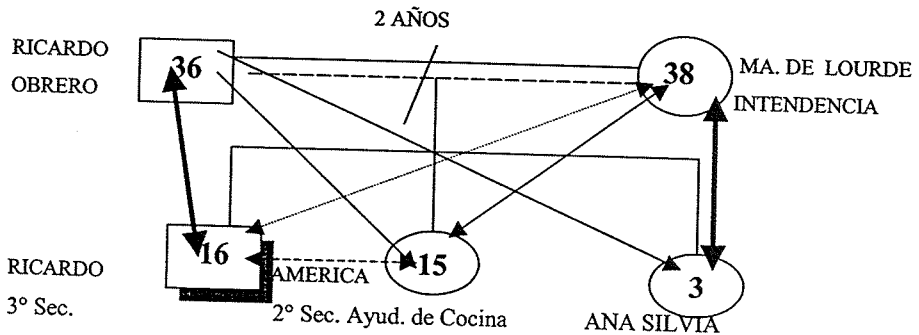 2 AÑOS
RICARDO
OBRERO
36
38
MA. DE LOURDE
INTENDENCIA
RICARDO
3° Sec.
16
AMERICA
15
2° Sec. Ayud. de Cocina
3
ANA SILVIA